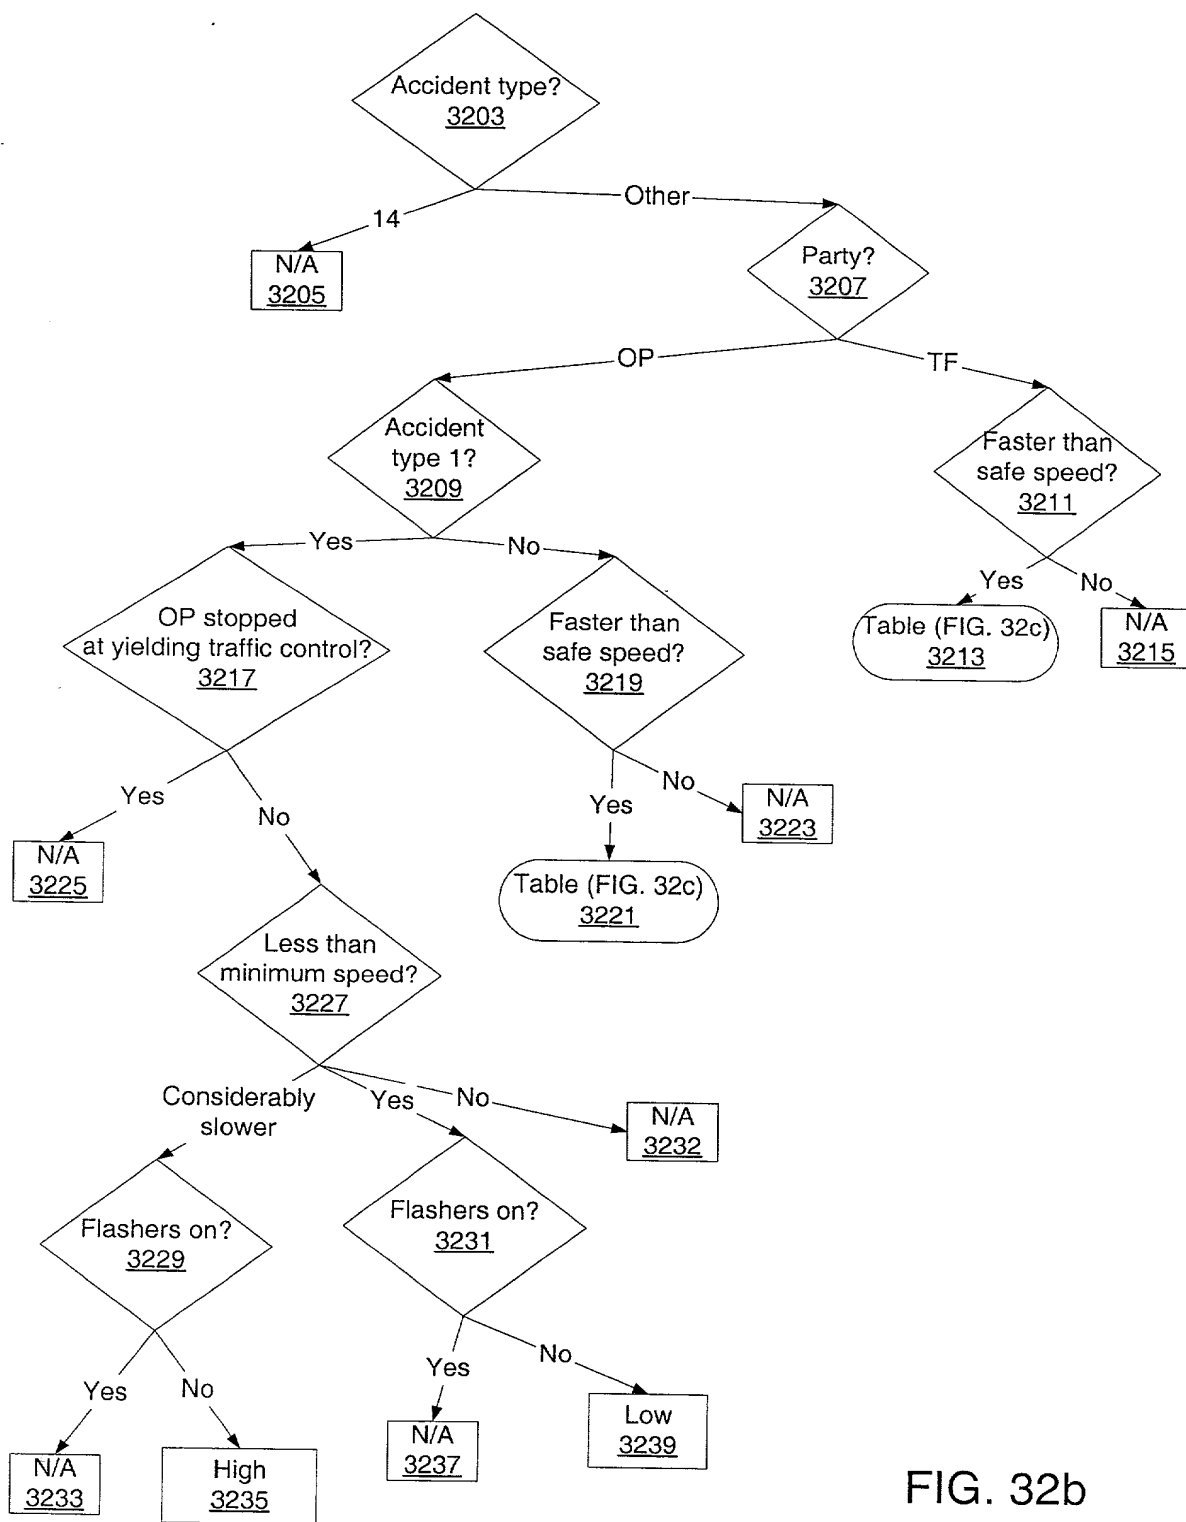 Accident type?
3203
Other
14
N/A
3205
Party?
3207
OP
TF
Accident
type 1?
3209
Faster than
safe speed?
3211
Yes
No
Yes
No
OP stopped
at yielding traffic control?
3217
Faster than
safe speed?
3219
Table (FIG. 32c)
3213
N/A
3215
Yes
No
Yes
No
N/A
3225
N/A
3223
Table (FIG. 32c)
3221
Less than
minimum speed?
3227
Considerably
slower
Yes
No
N/A
3232
Flashers on?
3229
Flashers on?
3231
Yes
No
Yes
No
N/A
3233
High
3235
N/A
3237
Low
3239
FIG. 32b